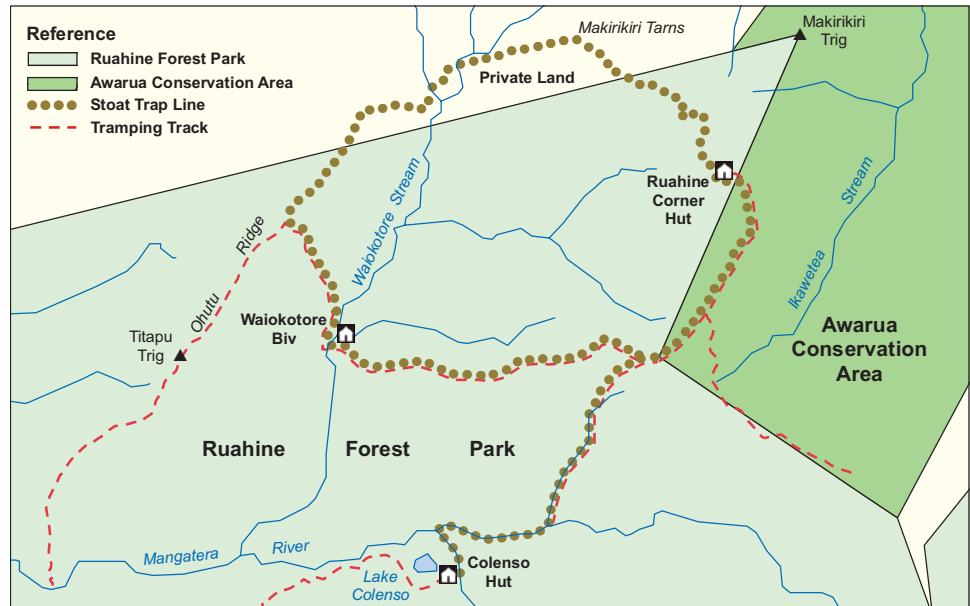 Reference
Ruahine Forest Park
Awarua Conservation Area
Stoat Trap Line
Tramping Track
Makirikiri Tarns
Makirikiri
Trig
Private Land
Waiokotore Stream
Ruahine
Corner
Hut
Ikawetea
Stream
Ohutu
Ridge
Titapu
Trig
Waiokotore
Biv
Awarua
Conservation
Area
Ruahine Forest Park
Mangatera River
Lake
Colenso
Colenso
Hut